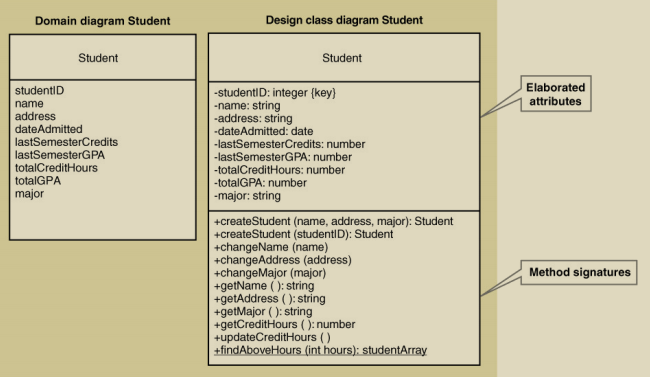 Domain diagram Student
Student
studentID
name
address
dateAdmitted
lastSemesterCredits
lastSemesterGPA
totalCreditHours
totalGPA
major
Design class diagram Student
Student
-studentID: integer {key}
-name: string
-address: string
-dateAdmitted: date
-lastSemesterCredits: number
-lastSemesterGPA: number
-totalCreditHours: number
-totalGPA: number
-major: string
+createStudent (name, address, major): Student
+createStudent (studentID): Student
+changeName (name)
+changeAddress (address)
+changeMajor (major)
+getName ( ): string
+getAddress ( ): string
+getMajor ( ): string
+getCreditHours ( ): number
+updateCreditHours ( )
+findAboveHours (int hours): studentArray
Elaborated
attributes
Method signatures